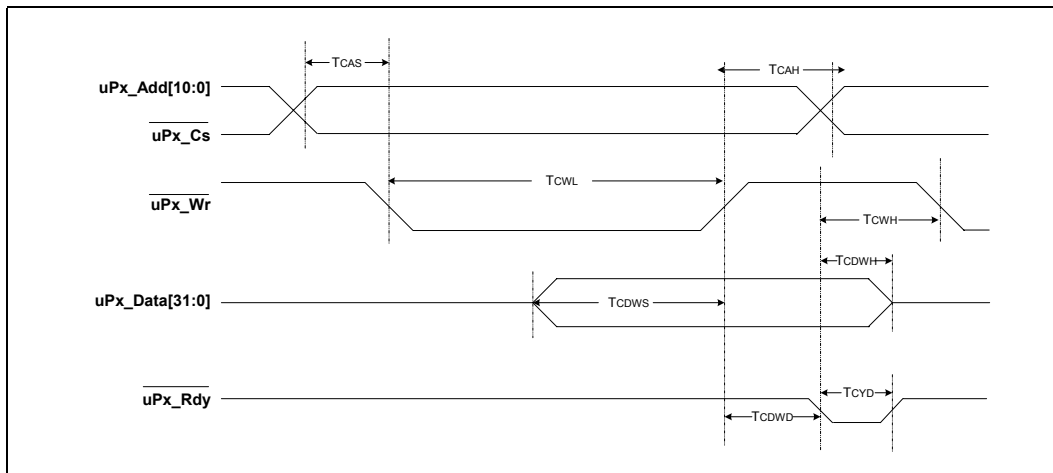 TCAS
TCAH
uPx_Add[10:0]
uPx_Cs
TCWL
uPx_Wr
TCWH
TCDWH
uPx_Data[31:0]
TCDWS
uPx_Rdy
TCYD
TCDWD